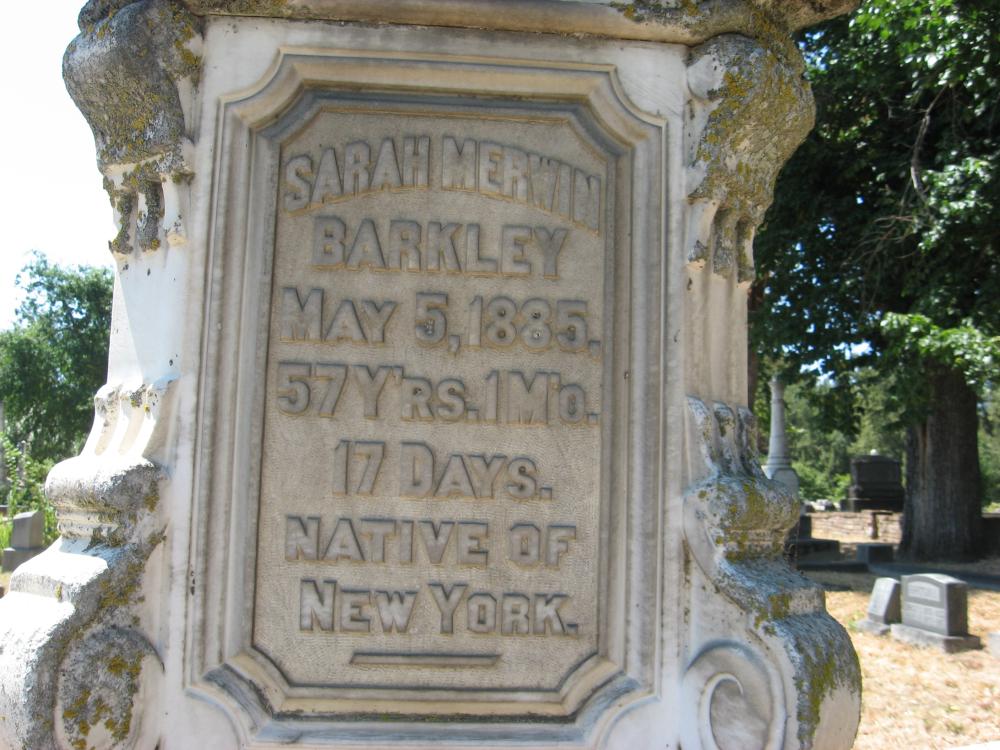 SARAH MERWIN
BARKLEY
MAY 5, 1885.
57 Y'RS. 1 M'O.
17 DAYS.
NATIVE OF
NEW YORK.